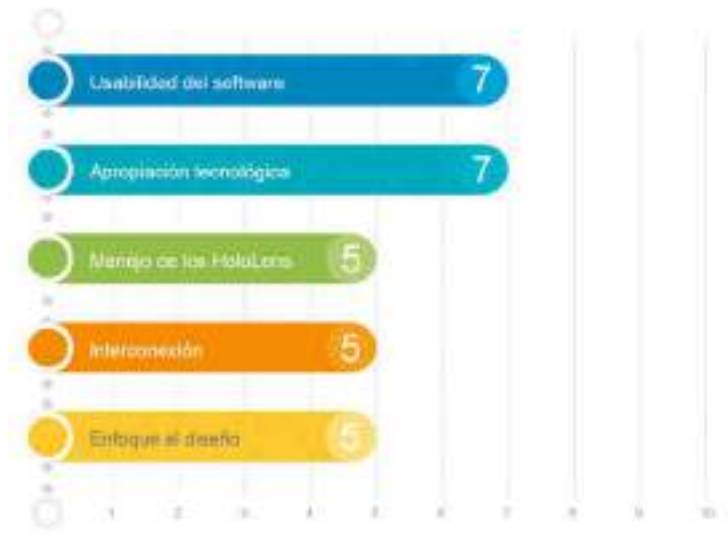 Usabilidad del software 7
Apropiación tecnológica 7
Manejo de los HoloLens 5
Interconexión 5
Enfoque el diseño 5
1 2 3 4 5 6 7 8 9 10